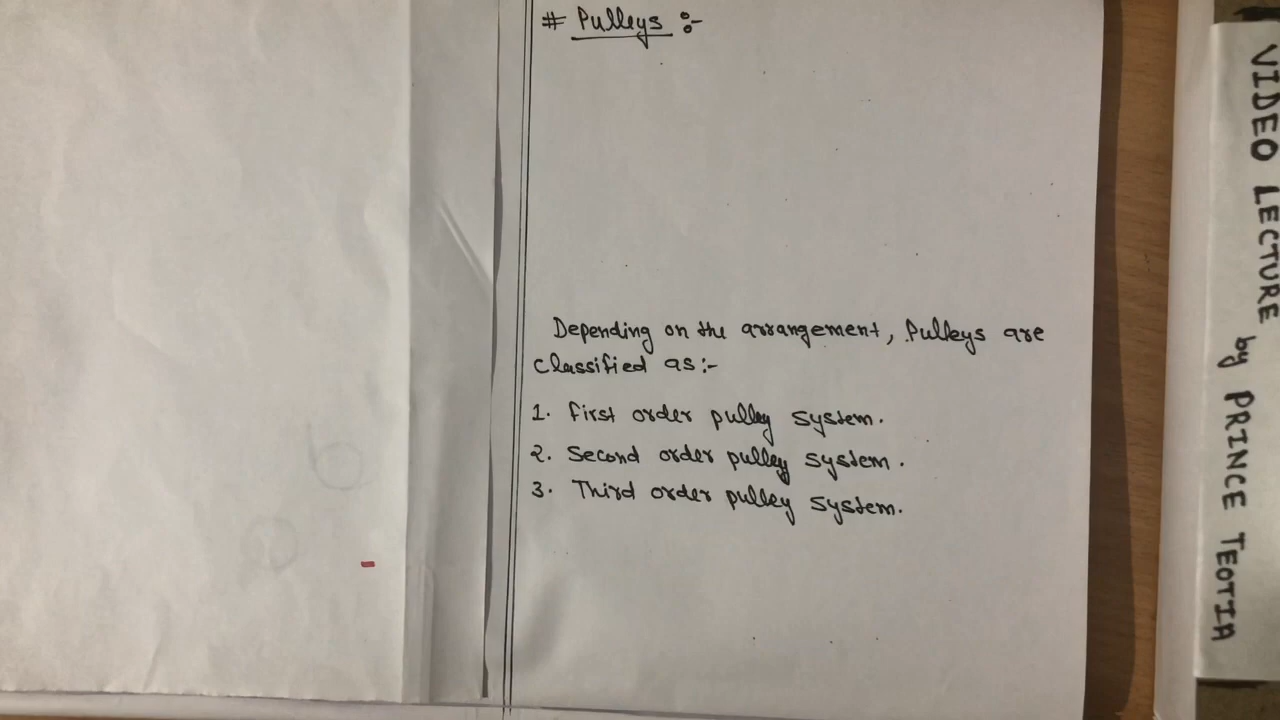 # Pulleys :-
Depending on the arrangement, Pulleys are
classified as:-
1. First order pulley system.
2. Second order pulley system.
3. Third order pulley system.
VIDEO LECTURE by PRINCE TEOTIA